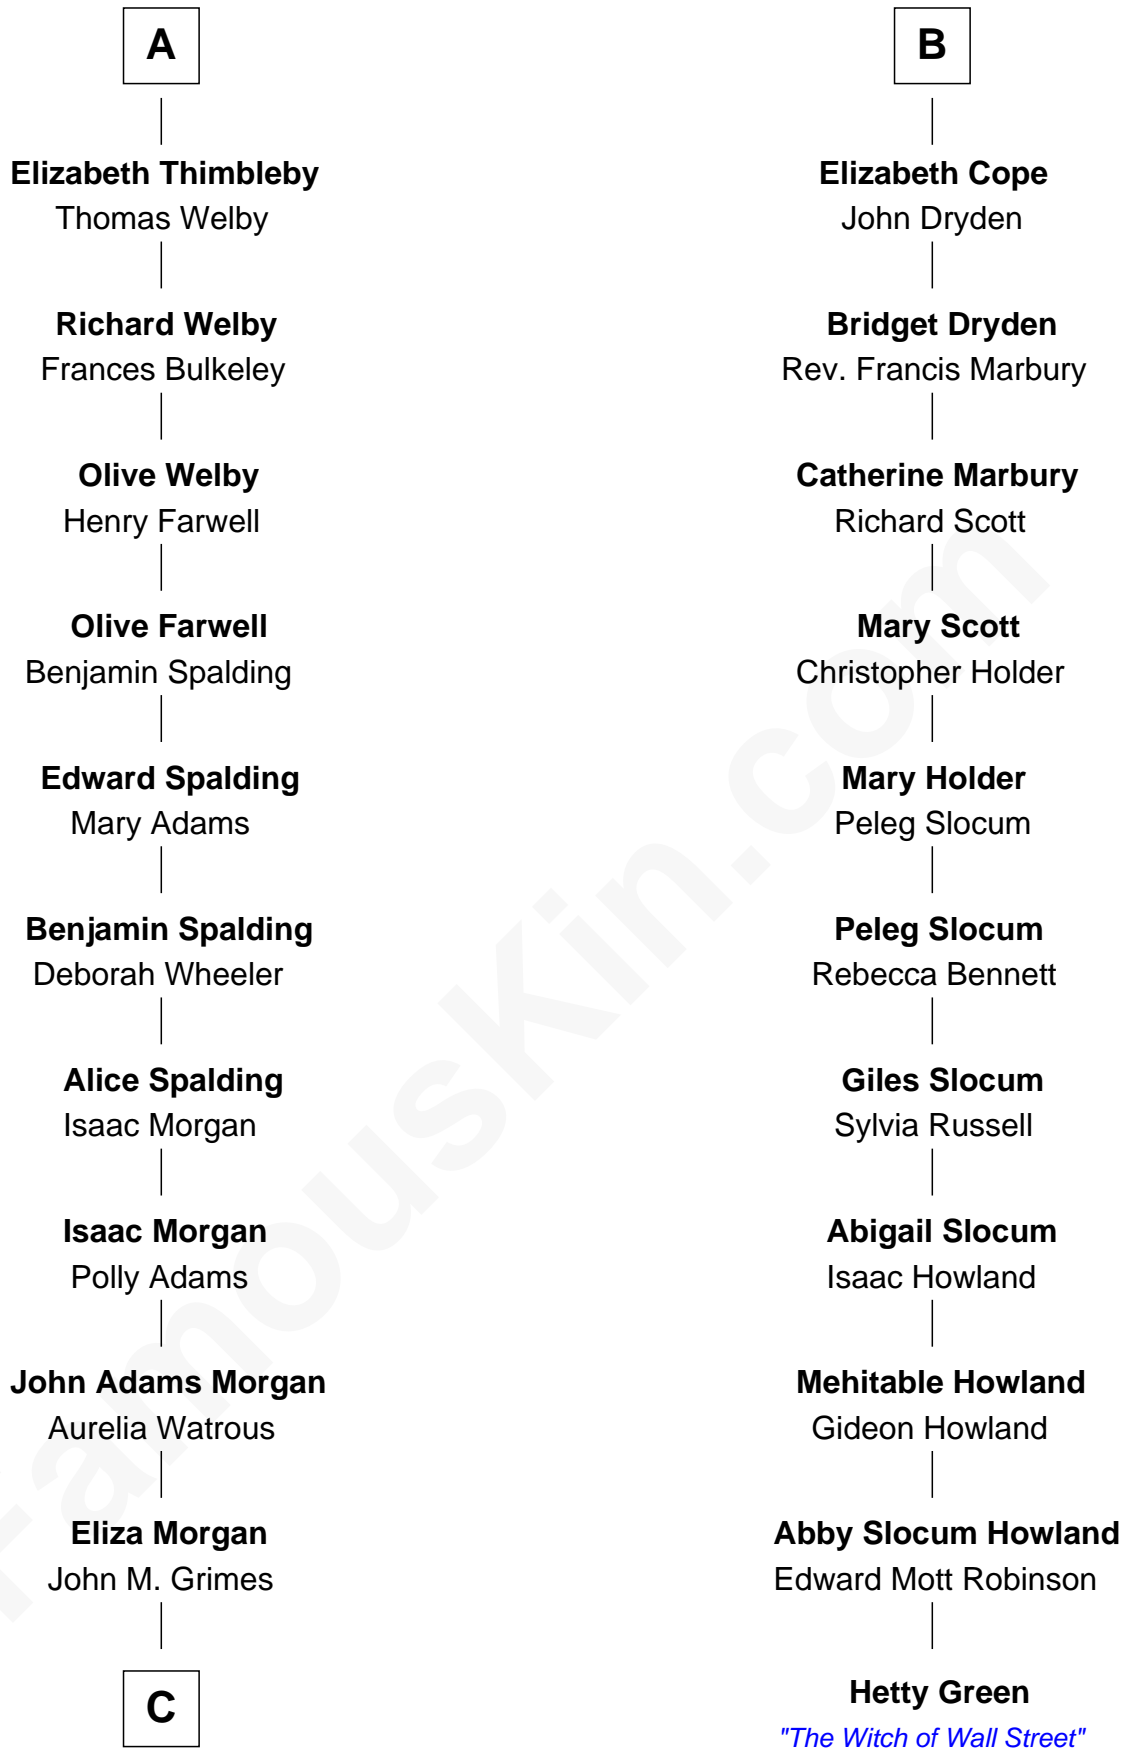 A
Elizabeth Thimbleby
Thomas Welby
Richard Welby
Frances Bulkeley
Olive Welby
Henry Farwell
Olive Farwell
Benjamin Spalding
Edward Spalding
Mary Adams
Benjamin Spalding
Deborah Wheeler
Alice Spalding
Isaac Morgan
Isaac Morgan
Polly Adams
John Adams Morgan
Aurelia Watrous
Eliza Morgan
John M. Grimes
C
B
Elizabeth Cope
John Dryden
Bridget Dryden
Rev. Francis Marbury
Catherine Marbury
Richard Scott
Mary Scott
Christopher Holder
Mary Holder
Peleg Slocum
Peleg Slocum
Rebecca Bennett
Giles Slocum
Sylvia Russell
Abigail Slocum
Isaac Howland
Mehitable Howland
Gideon Howland
Abby Slocum Howland
Edward Mott Robinson
Hetty Green
"The Witch of Wall Street"
FamousKin.com